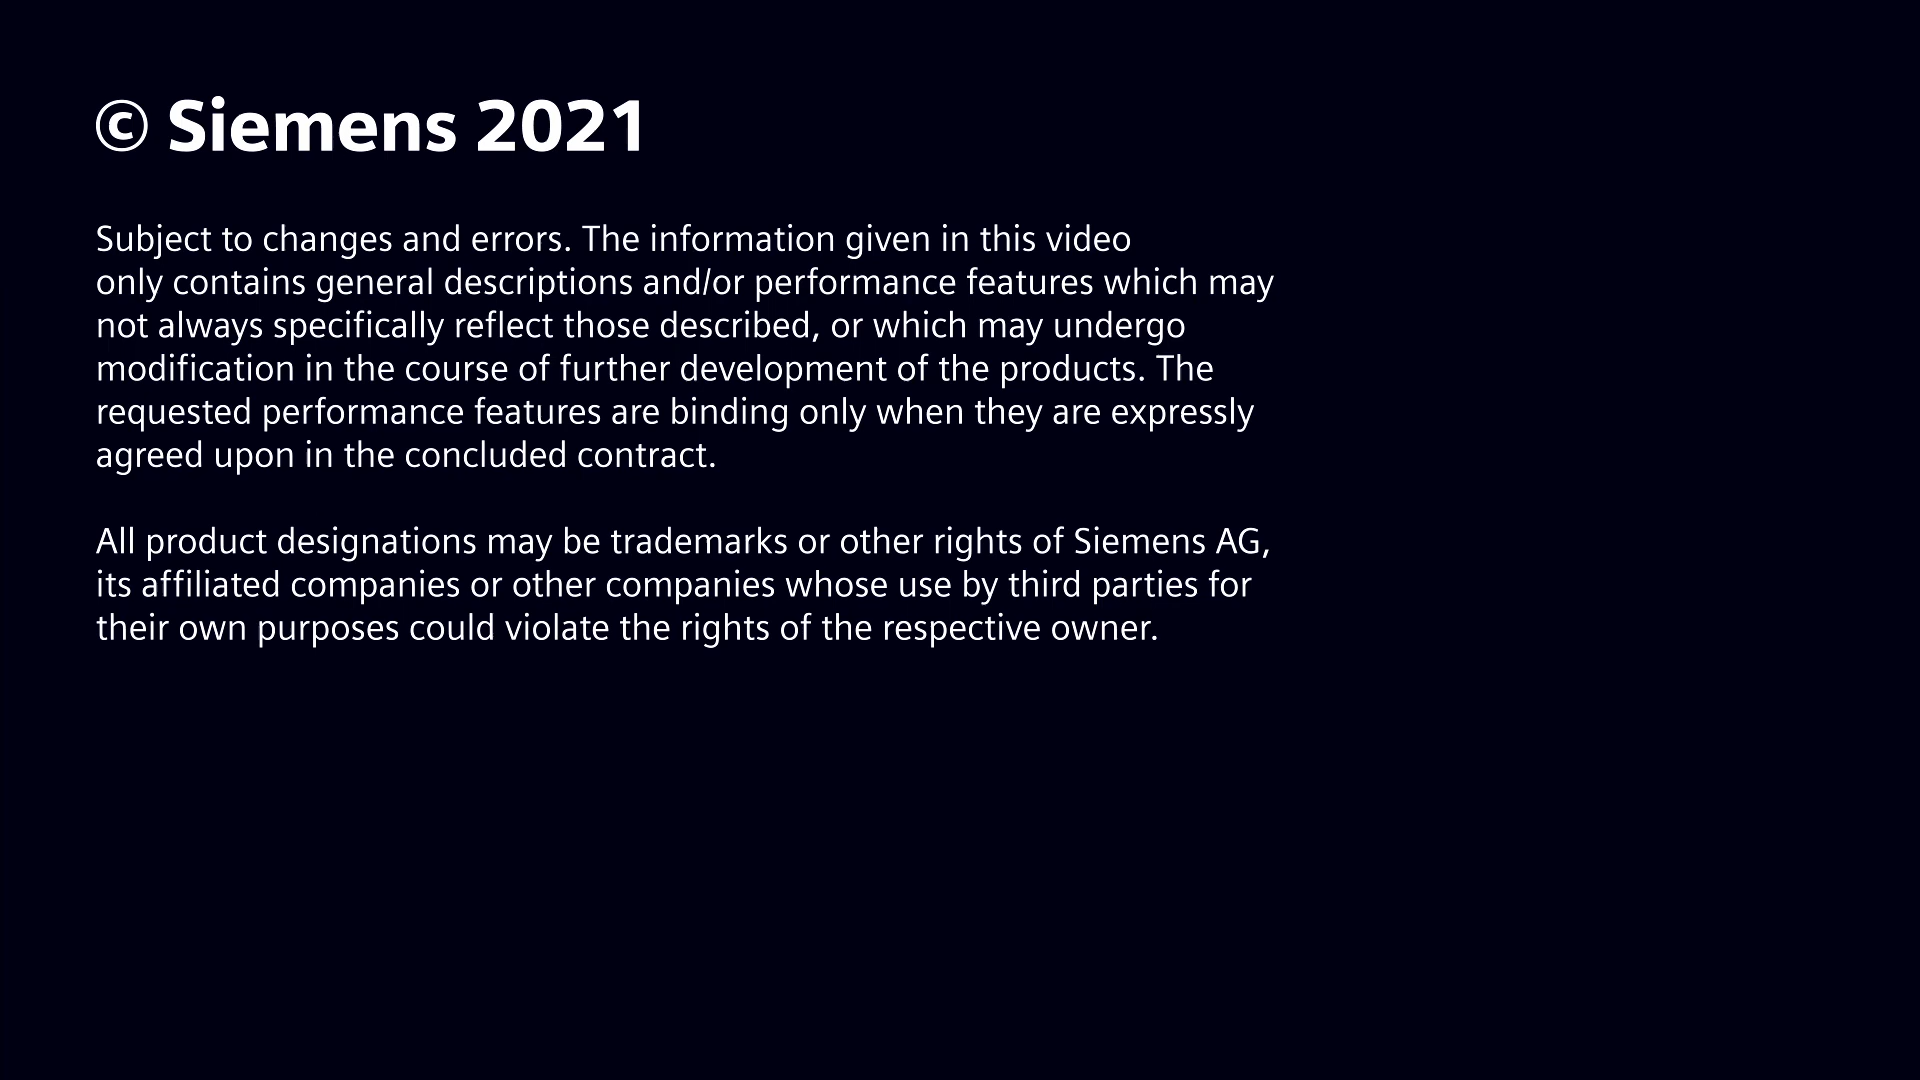 © Siemens 2021
Subject to changes and errors. The information given in this video
only contains general descriptions and/or performance features which may
not always specifically reflect those described, or which may undergo
modification in the course of further development of the products. The
requested performance features are binding only when they are expressly
agreed upon in the concluded contract.
All product designations may be trademarks or other rights of Siemens AG,
its affiliated companies or other companies whose use by third parties for
their own purposes could violate the rights of the respective owner.